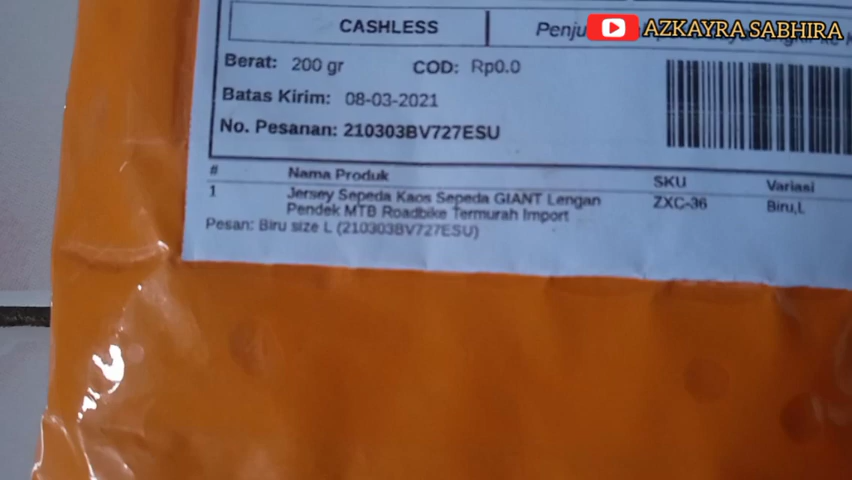 CASHLESS
Penju
AZKAYRA SABHIRA
Berat: 200 gr COD: Rp0.0
Batas Kirim: 08-03-2021
No. Pesanan: 210303BV727ESU
# Nama Produk SKU Variasi
1 Jersey Sepeda Kaos Sepeda GIANT Lengan ZXC-36 Biru,L
Pendek MTB Roadbike Termurah Import
Pesan: Biru size L (210303BV727ESU)